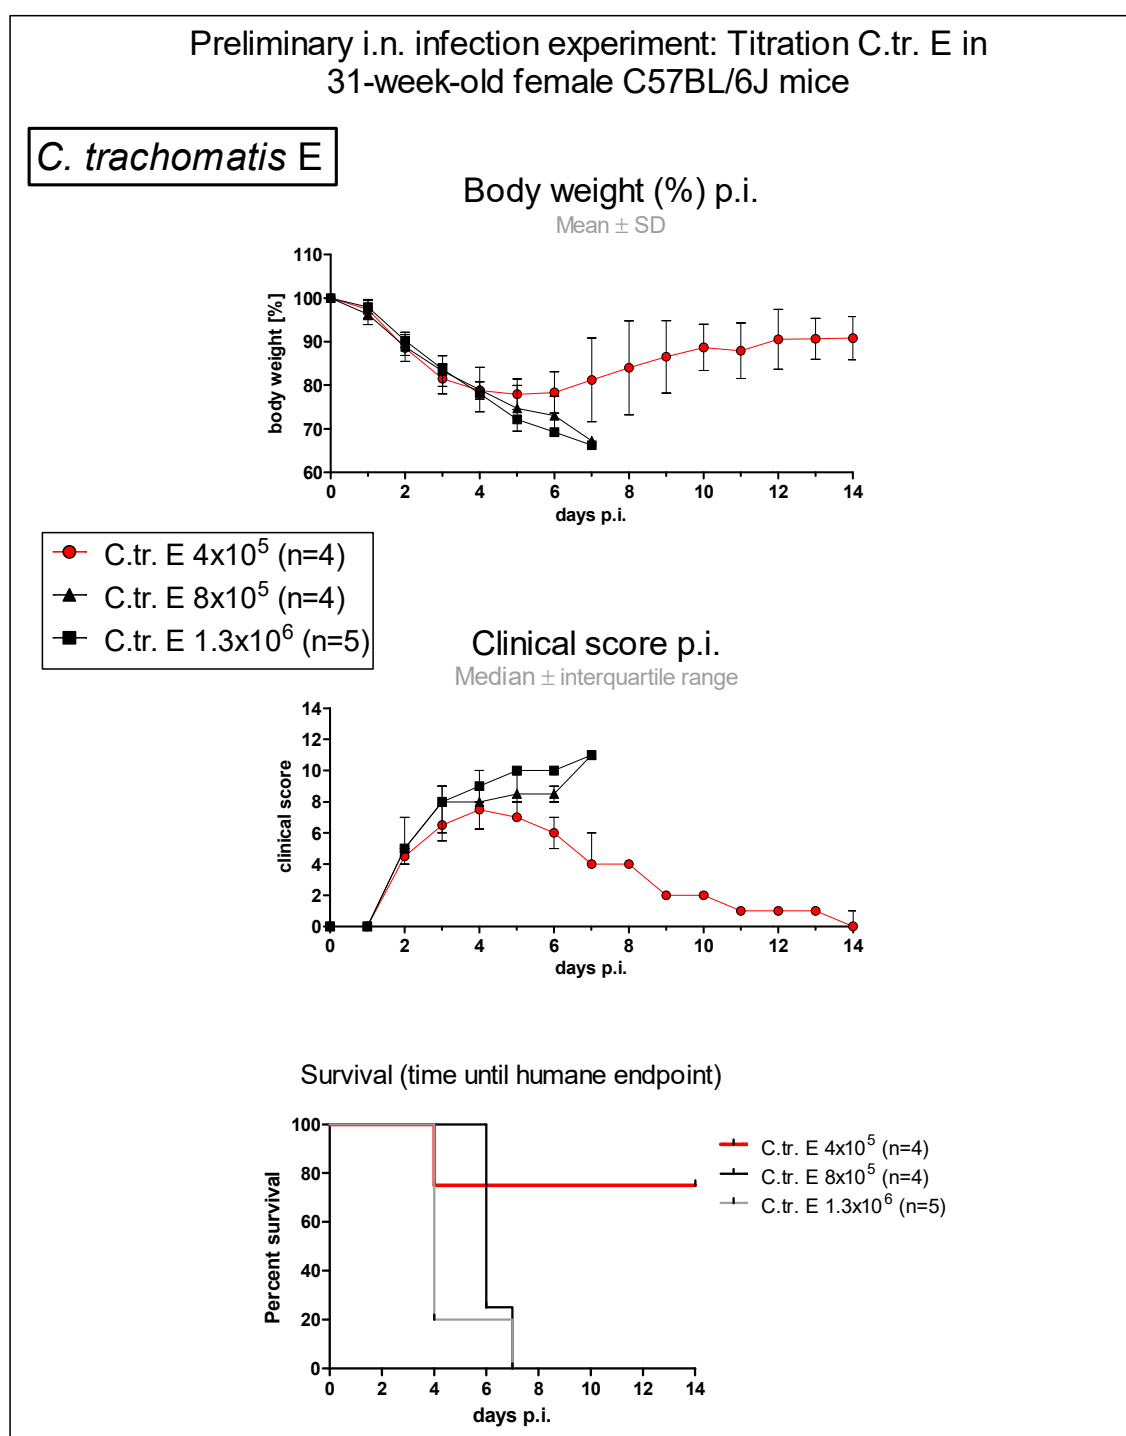 Preliminary i.n. infection experiment: Titration C.tr. E in
31-week-old female C57BL/6J mice
C. trachomatis E
Body weight (%) p.i.
Mean ± SD
body weight [%]
110
100
90
80
70
60
0 2 4 6 8 10 12 14
days p.i.
C.tr. E 4x10⁵ (n=4)
C.tr. E 8x10⁵ (n=4)
C.tr. E 1.3x10⁶ (n=5)
Clinical score p.i.
Median ± interquartile range
clinical score
14
12
10
8
6
4
2
0
0 2 4 6 8 10 12 14
days p.i.
Survival (time until humane endpoint)
Percent survival
100
80
60
40
20
0
0 2 4 6 8 10 12 14
days p.i.
C.tr. E 4x10⁵ (n=4)
C.tr. E 8x10⁵ (n=4)
C.tr. E 1.3x10⁶ (n=5)